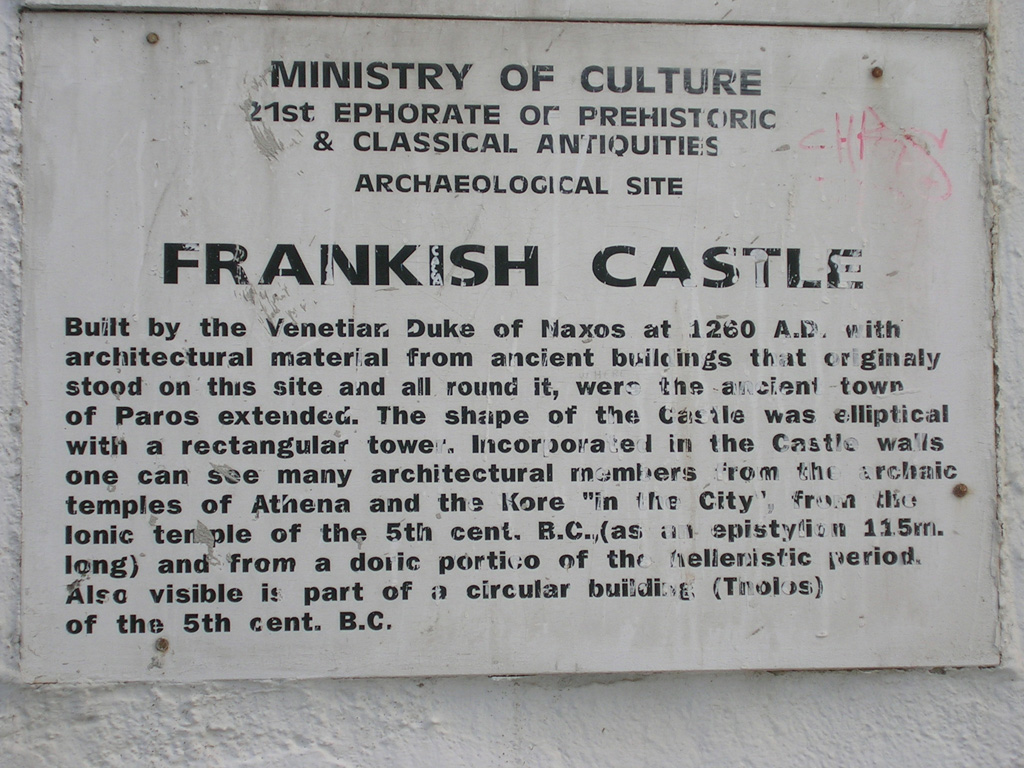 MINISTRY OF CULTURE
21st EPHORATE OF PREHISTORIC
& CLASSICAL ANTIQUITIES
ARCHAEOLOGICAL SITE
FRANKISH CASTLE
Built by the Venetian Duke of Naxos at 1260 A.D. with
architectural material from ancient buildings that originaly
stood on this site and all round it, were the ancient town
of Paros extended. The shape of the Castle was elliptical
with a rectangular tower. Incorporated in the Castle walls
one can see many architectural members from the archaic
temples of Athena and the Kore "in the City", from the
Ionic temple of the 5th cent. B.C.,(as an epistylion 115m.
long) and from a doric portico of the hellenistic period.
Also visible is part of a circular building (Tholos)
of the 5th cent. B.C.